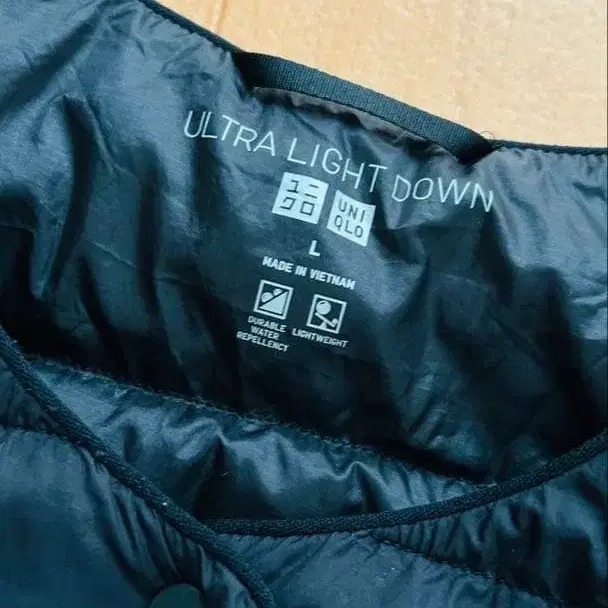 ULTRA LIGHT DOWN
ユニ
クロ
UNI
QLO
L
MADE IN VIETNAM
DURABLE
WATER
REPELLENCY
LIGHTWEIGHT